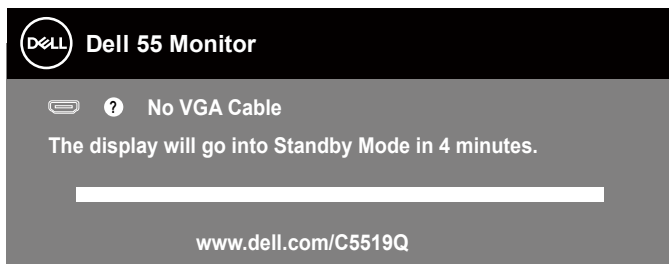 DELL Dell 55 Monitor
? No VGA Cable
The display will go into Standby Mode in 4 minutes.
www.dell.com/C5519Q